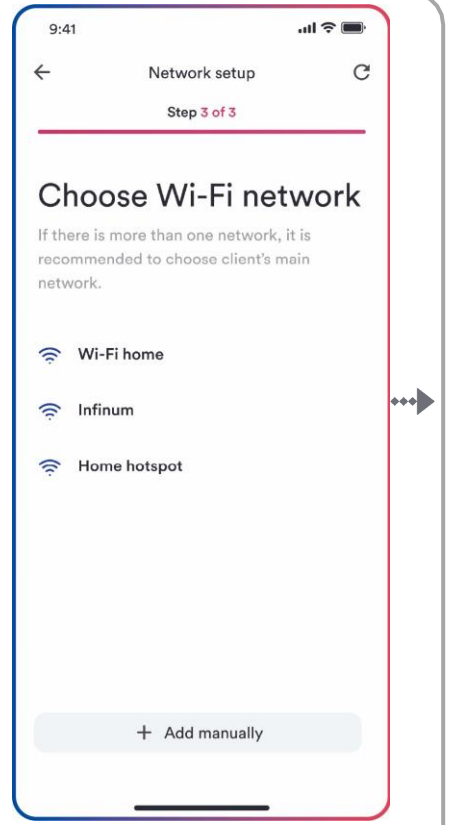 9:41
Network setup
Step 3 of 3
Choose Wi-Fi network
If there is more than one network, it is
recommended to choose client's main
network.
Wi-Fi home
Infinum
Home hotspot
+ Add manually